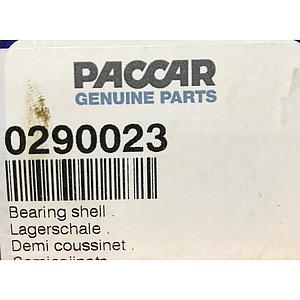 PACCAR
GENUINE PARTS
0290023
Bearing shell .
Lagerschale .
Demi coussinet .